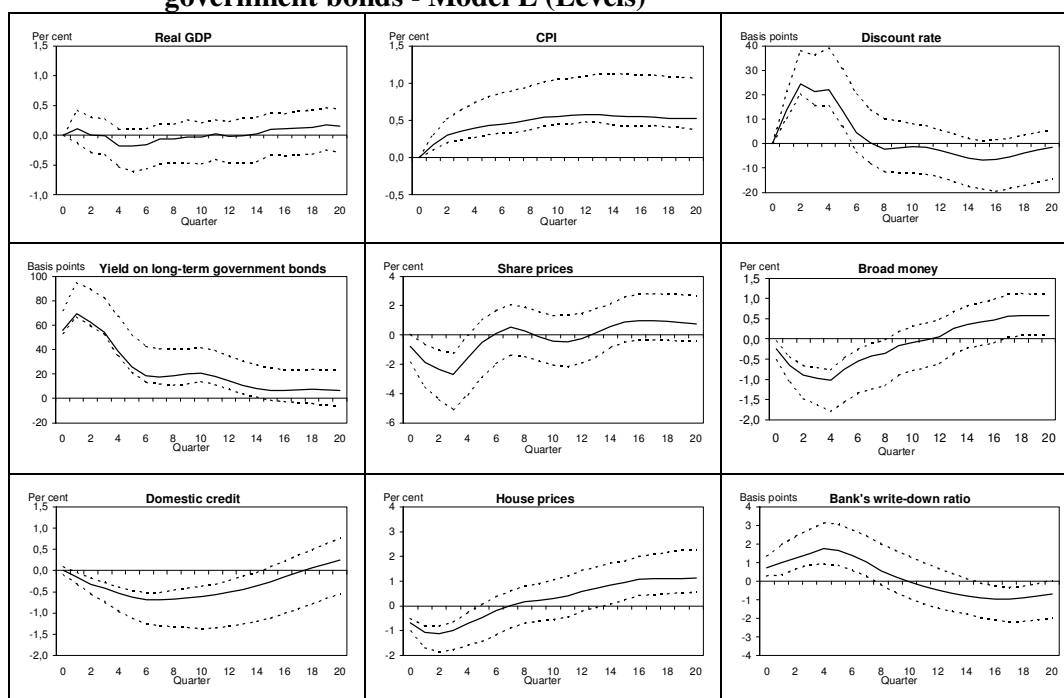 government bonds - Model E (Levels)
Per cent Real GDP
1,5
1,0
0,5
0,0
-0,5
-1,0
0 2 4 6 8 10 12 14 16 18 20
Quarter
Per cent CPI
1,5
1,0
0,5
0,0
-0,5
0 2 4 6 8 10 12 14 16 18 20
Quarter
Basis points Discount rate
40
30
20
10
0
-10
-20
0 2 4 6 8 10 12 14 16 18 20
Quarter
Basis points Yield on long-term government bonds
100
80
60
40
20
0
-20
0 2 4 6 8 10 12 14 16 18 20
Quarter
Per cent Share prices
4
2
0
-2
-4
-6
0 2 4 6 8 10 12 14 16 18 20
Quarter
Per cent Broad money
1,5
1,0
0,5
0,0
-0,5
-1,0
-1,5
-2,0
0 2 4 6 8 10 12 14 16 18 20
Quarter
Per cent Domestic credit
1,5
1,0
0,5
0,0
-0,5
-1,0
-1,5
-2,0
0 2 4 6 8 10 12 14 16 18 20
Quarter
Per cent House prices
4
3
2
1
0
-1
-2
0 2 4 6 8 10 12 14 16 18 20
Quarter
Basis points Bank's write-down ratio
4
3
2
1
0
-1
-2
-3
-4
0 2 4 6 8 10 12 14 16 18 20
Quarter